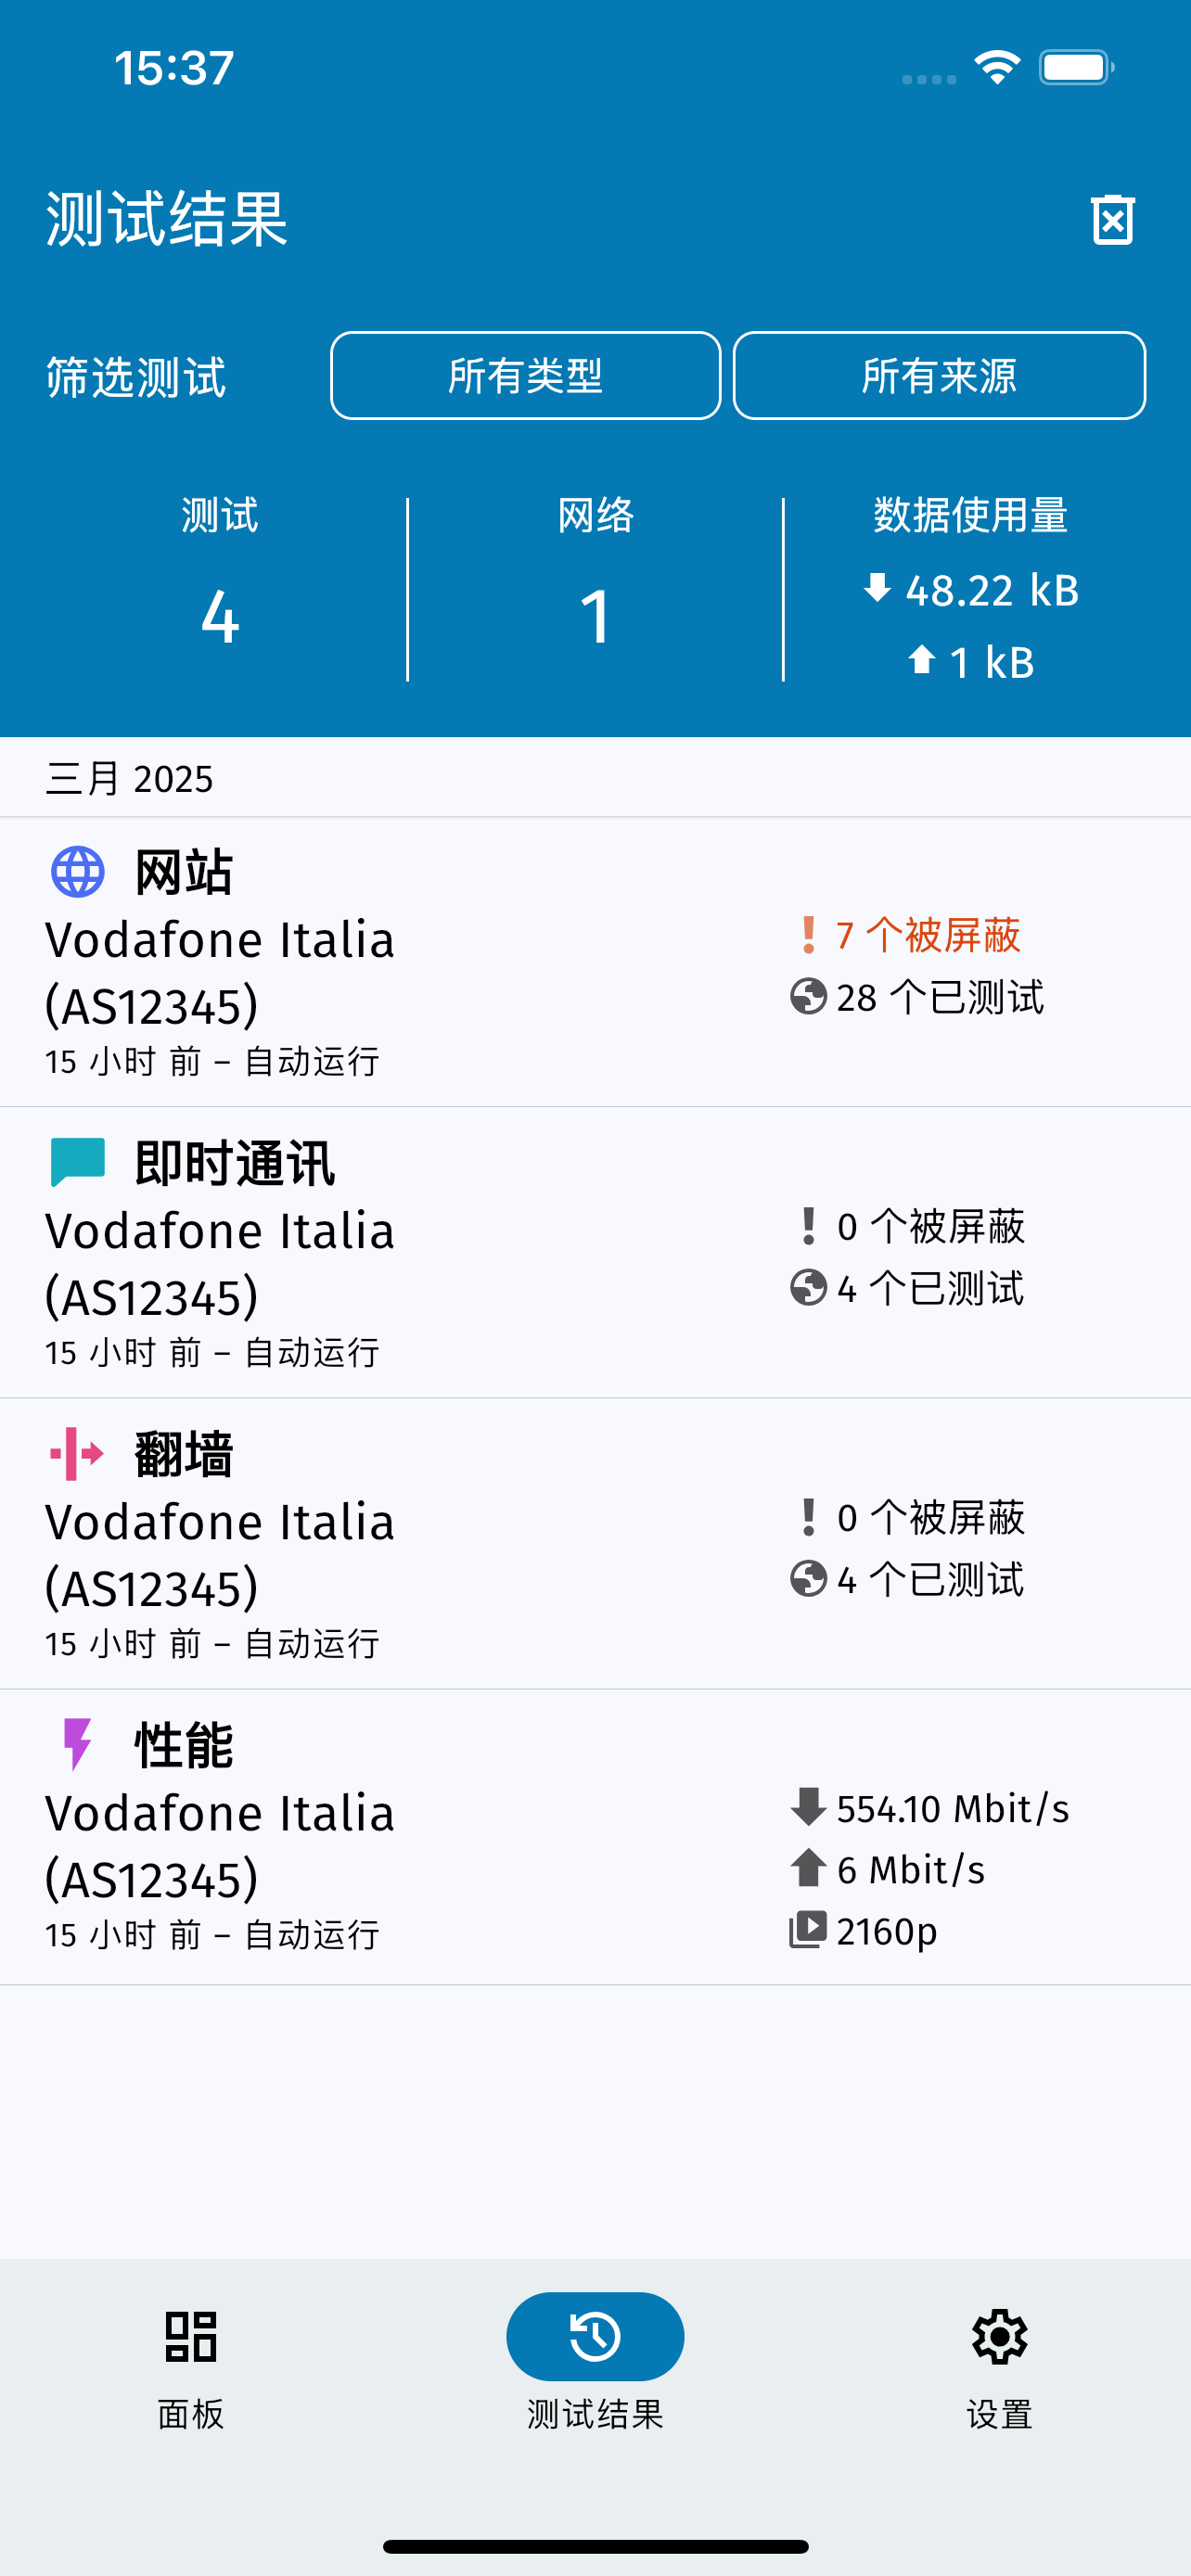 15:37
测试结果
筛选测试 所有类型 所有来源
测试 网络 数据使用量
4 1 48.22 kB
1 kB
三月 2025
网站
Vodafone Italia
(AS12345)
15 小时 前 – 自动运行
7 个被屏蔽
28 个已测试
即时通讯
Vodafone Italia
(AS12345)
15 小时 前 – 自动运行
0 个被屏蔽
4 个已测试
翻墙
Vodafone Italia
(AS12345)
15 小时 前 – 自动运行
0 个被屏蔽
4 个已测试
性能
Vodafone Italia
(AS12345)
15 小时 前 – 自动运行
554.10 Mbit/s
6 Mbit/s
2160p
面板 测试结果 设置